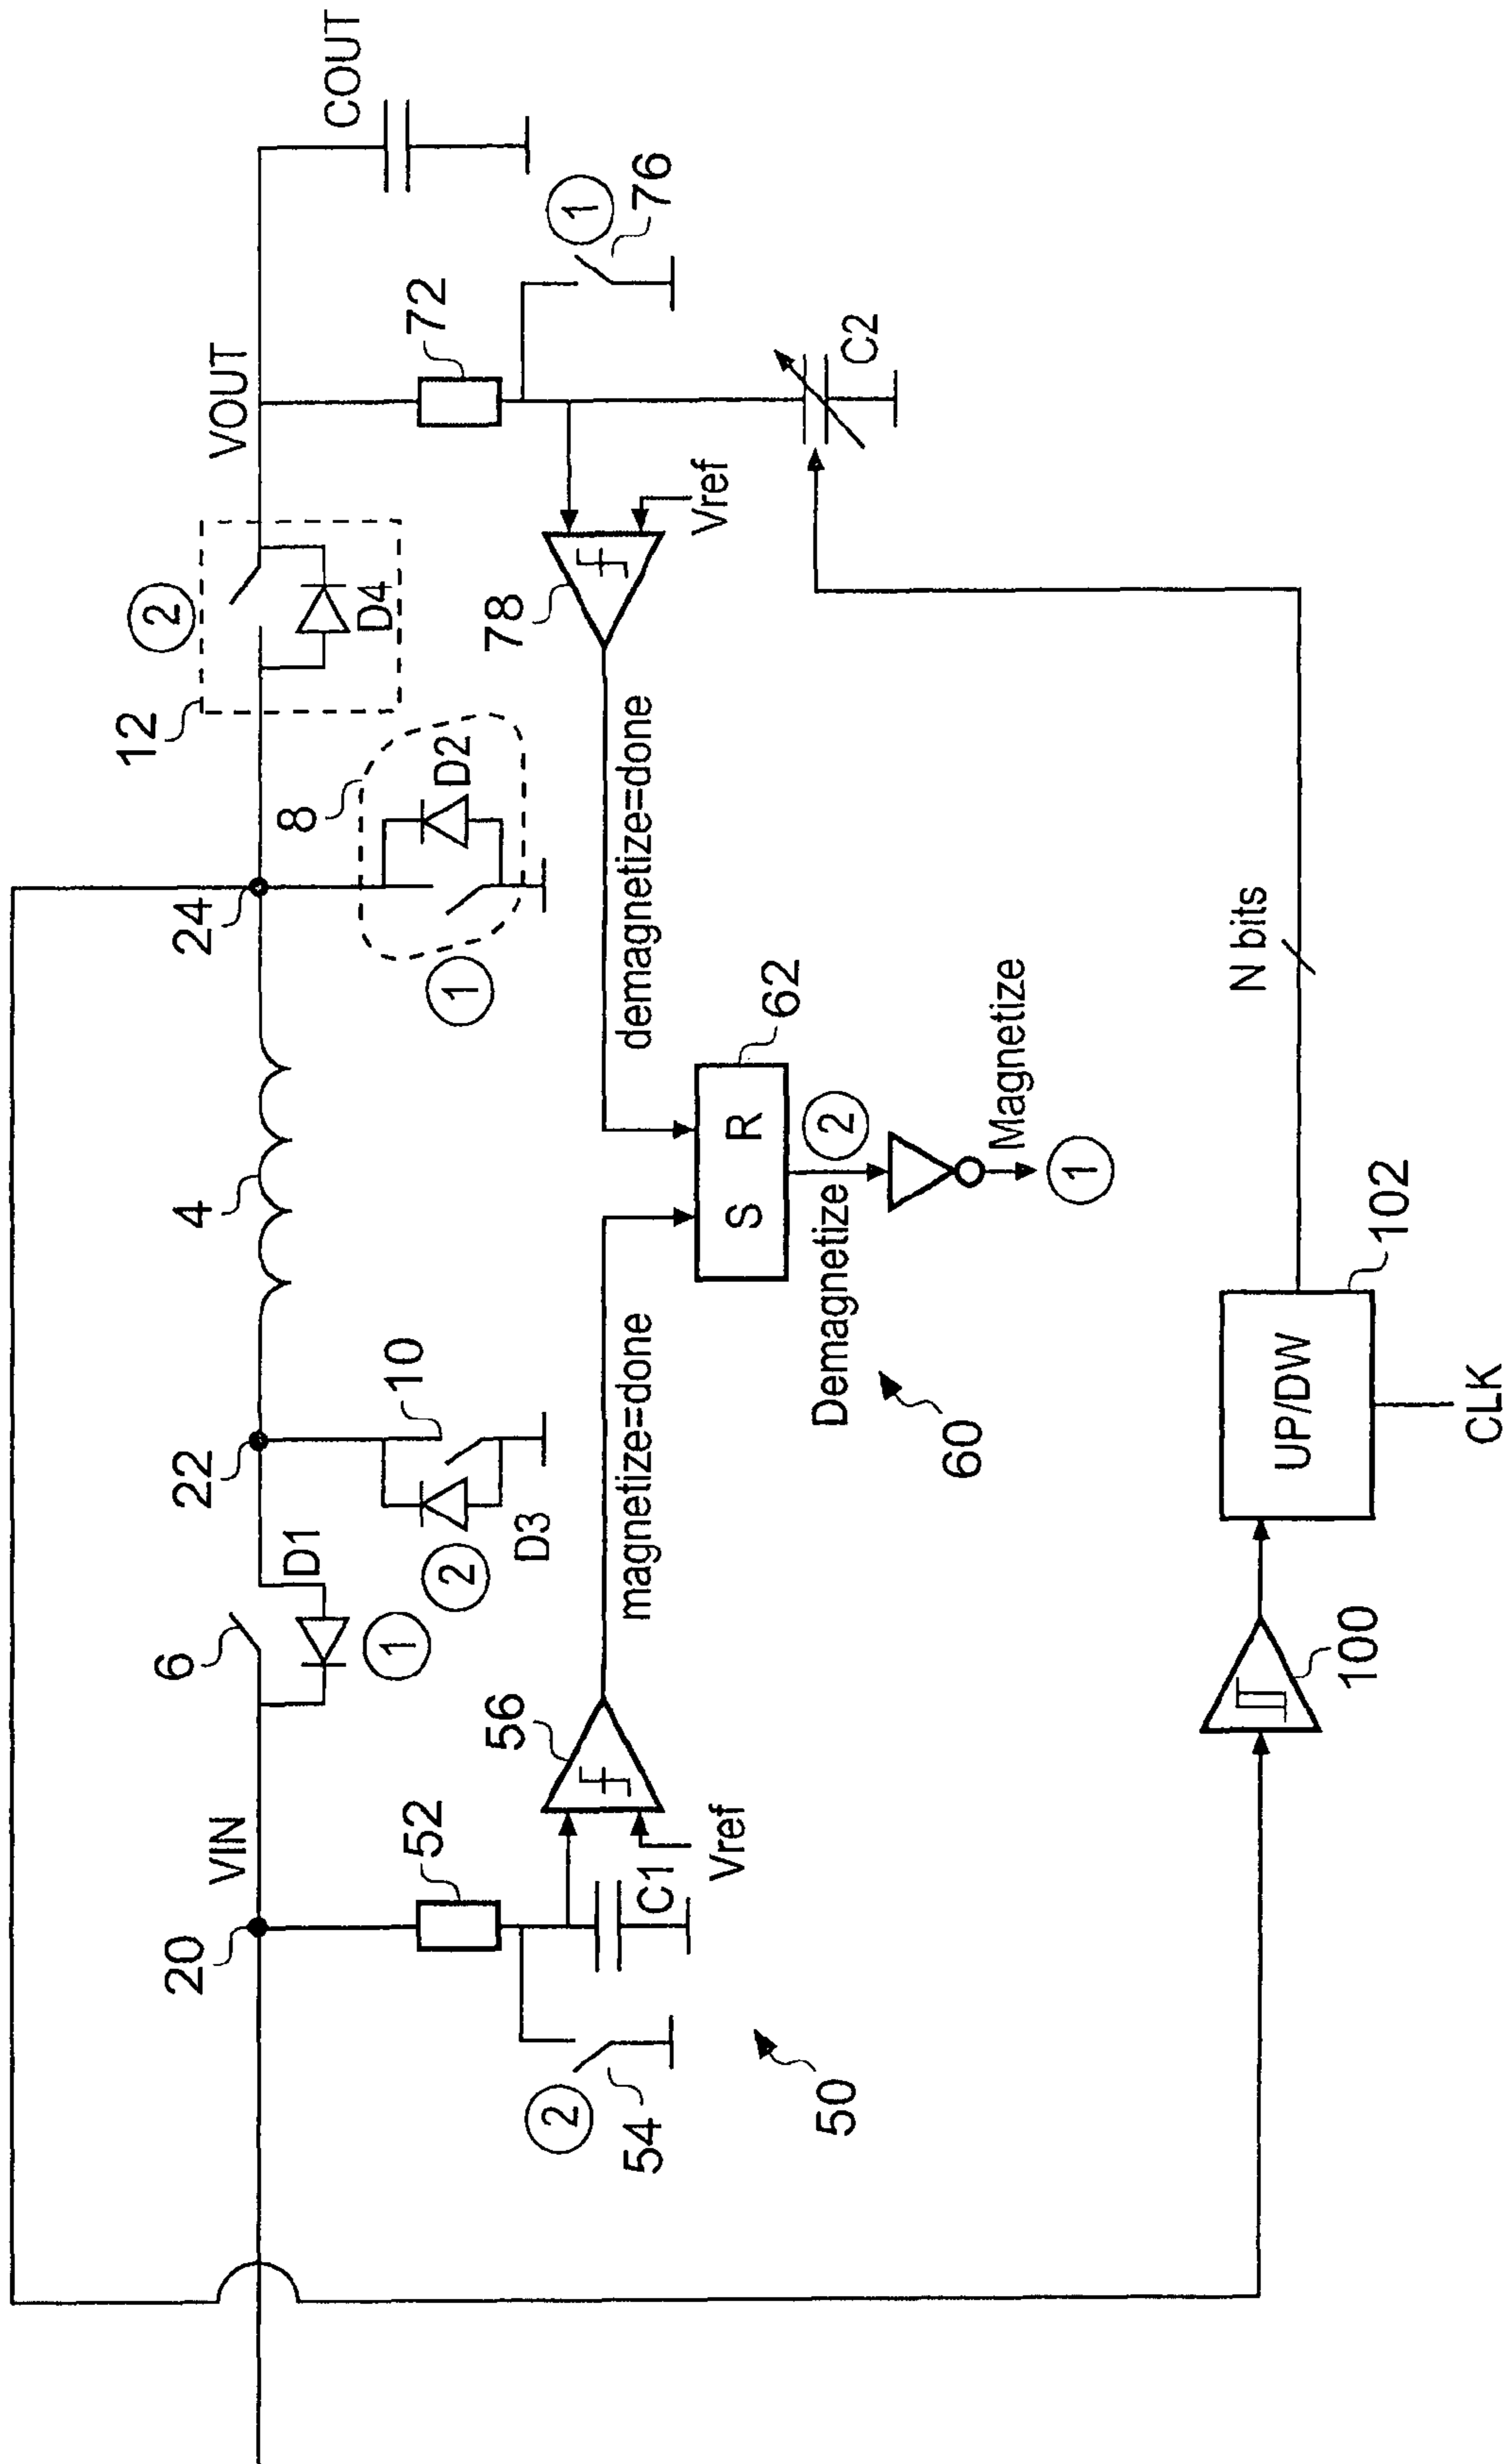 VIN
VOUT
COUT
20
6
D1
1
22
4
24
12
2
D4
10
2
D3
8
D2
1
52
C1
Vref
56
2
54
50
magnetize=done
demagnetize=done
78
Vref
72
1
76
C2
S R
62
Demagnetize
2
Magnetize
1
60
100
UP/DW
102
CLK
N bits